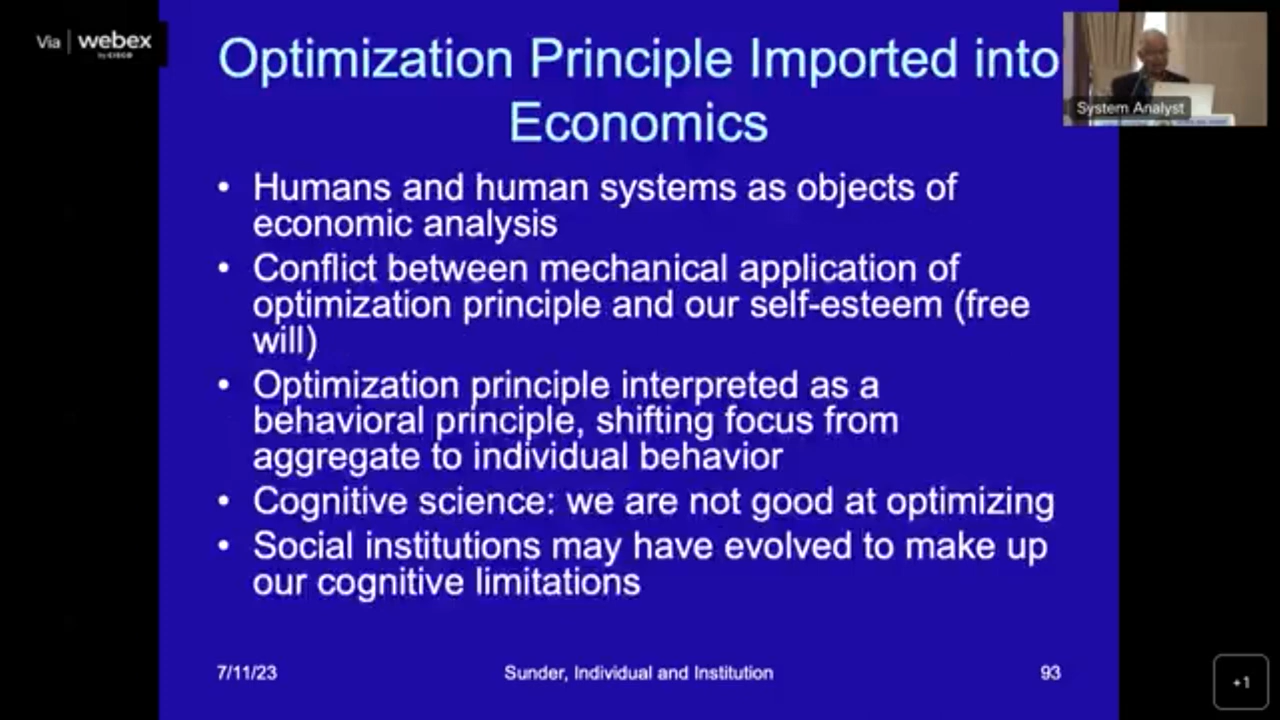 Via | webex
by CISCO
Optimization Principle Imported into
Economics
System Analyst
• Humans and human systems as objects of
economic analysis
• Conflict between mechanical application of
optimization principle and our self-esteem (free
will)
• Optimization principle interpreted as a
behavioral principle, shifting focus from
aggregate to individual behavior
• Cognitive science: we are not good at optimizing
• Social institutions may have evolved to make up
our cognitive limitations
7/11/23
Sunder, Individual and Institution
93
+1